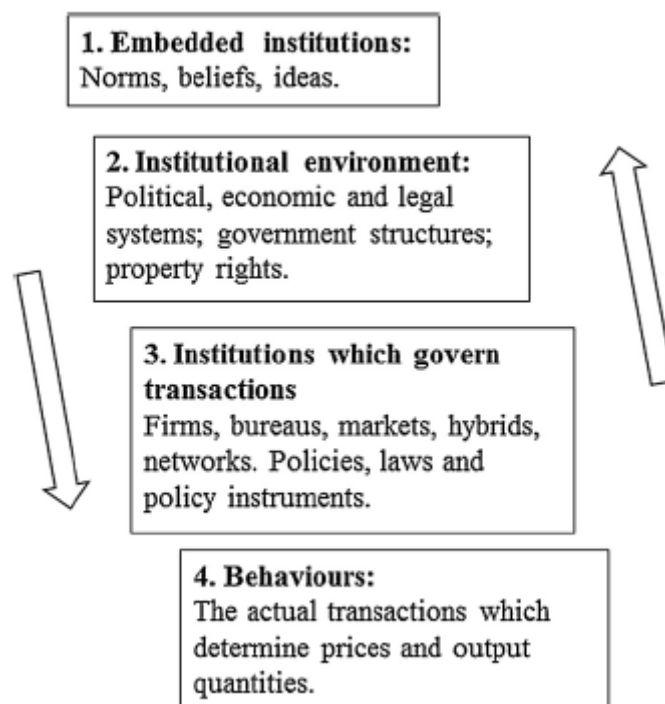 1. Embedded institutions:
Norms, beliefs, ideas.
2. Institutional environment:
Political, economic and legal
systems; government structures;
property rights.
3. Institutions which govern
transactions
Firms, bureaus, markets, hybrids,
networks. Policies, laws and
policy instruments.
4. Behaviours:
The actual transactions which
determine prices and output
quantities.